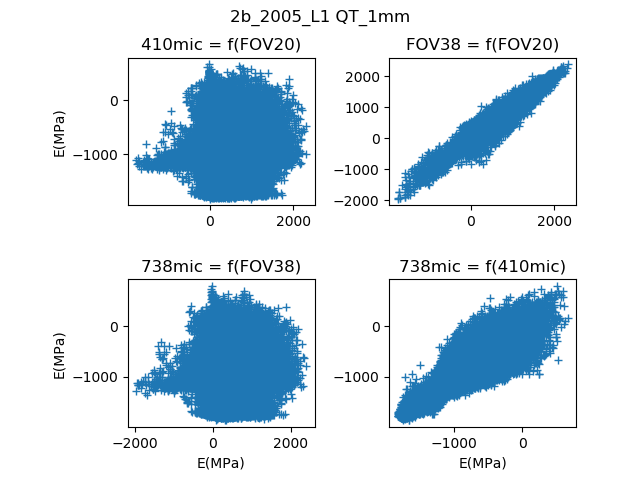 2b_2005_L1 QT_1mm
410mic = f(FOV20)
FOV38 = f(FOV20)
E(MPa)
0
−1000
0
2000
2000
1000
0
−1000
−2000
0
2000
738mic = f(FOV38)
738mic = f(410mic)
E(MPa)
0
−1000
−2000
0
2000
E(MPa)
0
−1000
−1000
0
E(MPa)